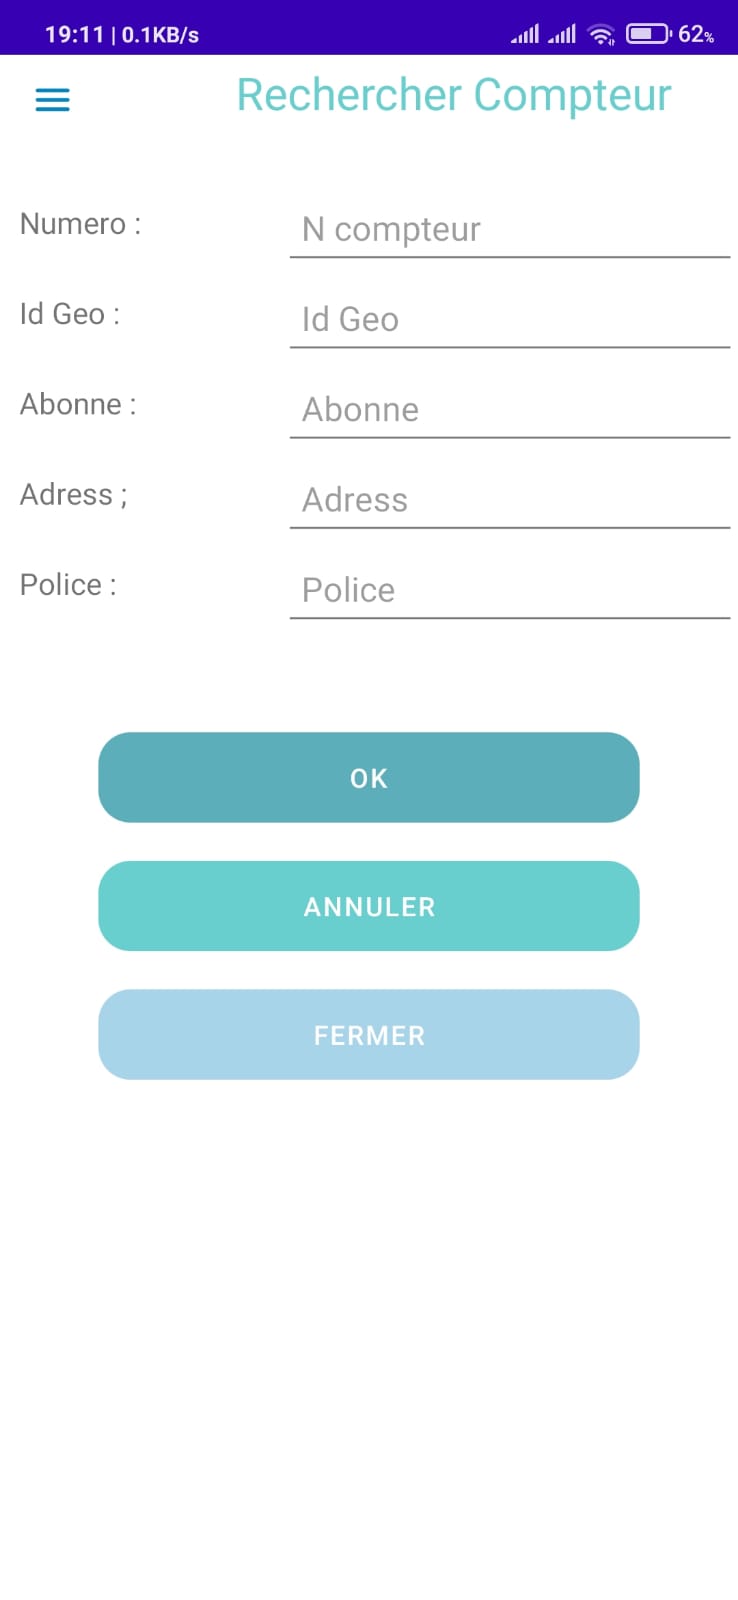 19:11 | 0.1KB/s 62%
Rechercher Compteur
Numero : N compteur
Id Geo : Id Geo
Abonne : Abonne
Adress ; Adress
Police : Police
OK
ANNULER
FERMER